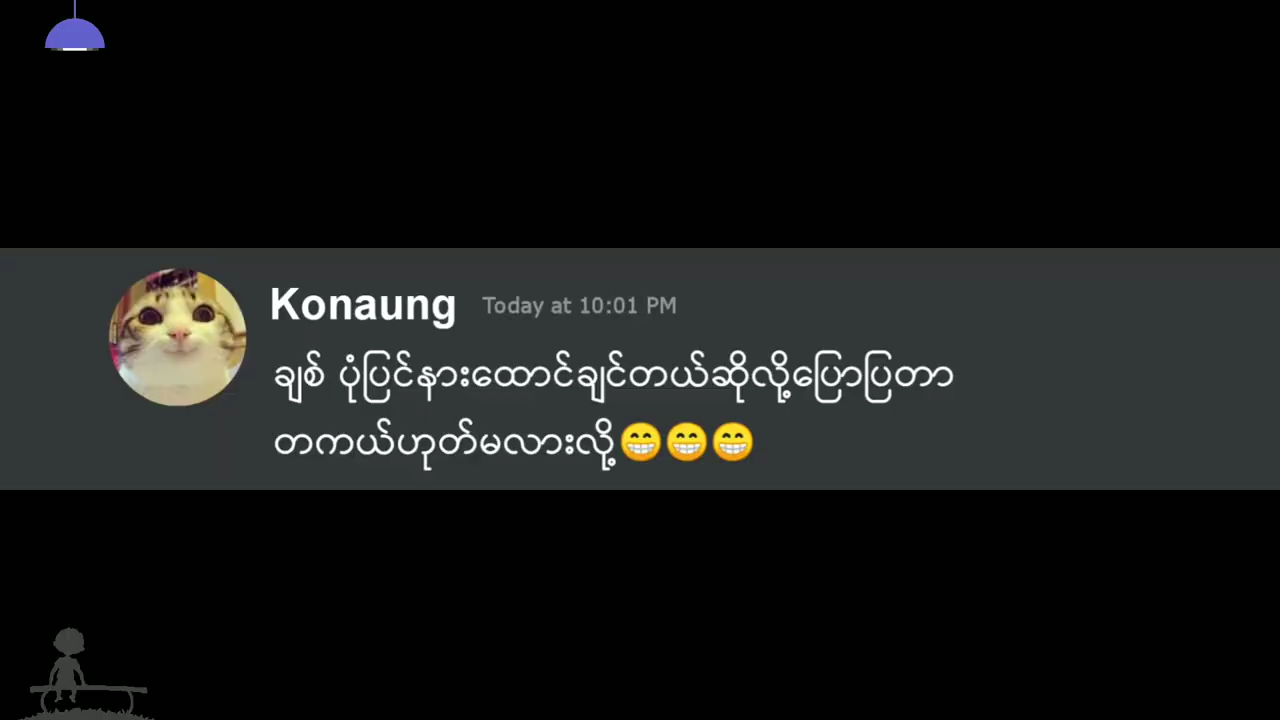 Konaung Today at 10:01 PM
ချစ် ပုံပြင်နားထောင်ချင်တယ်ဆိုလို့ပြောပြတာ
တကယ်ဟုတ်မလားလို့😁😁😁